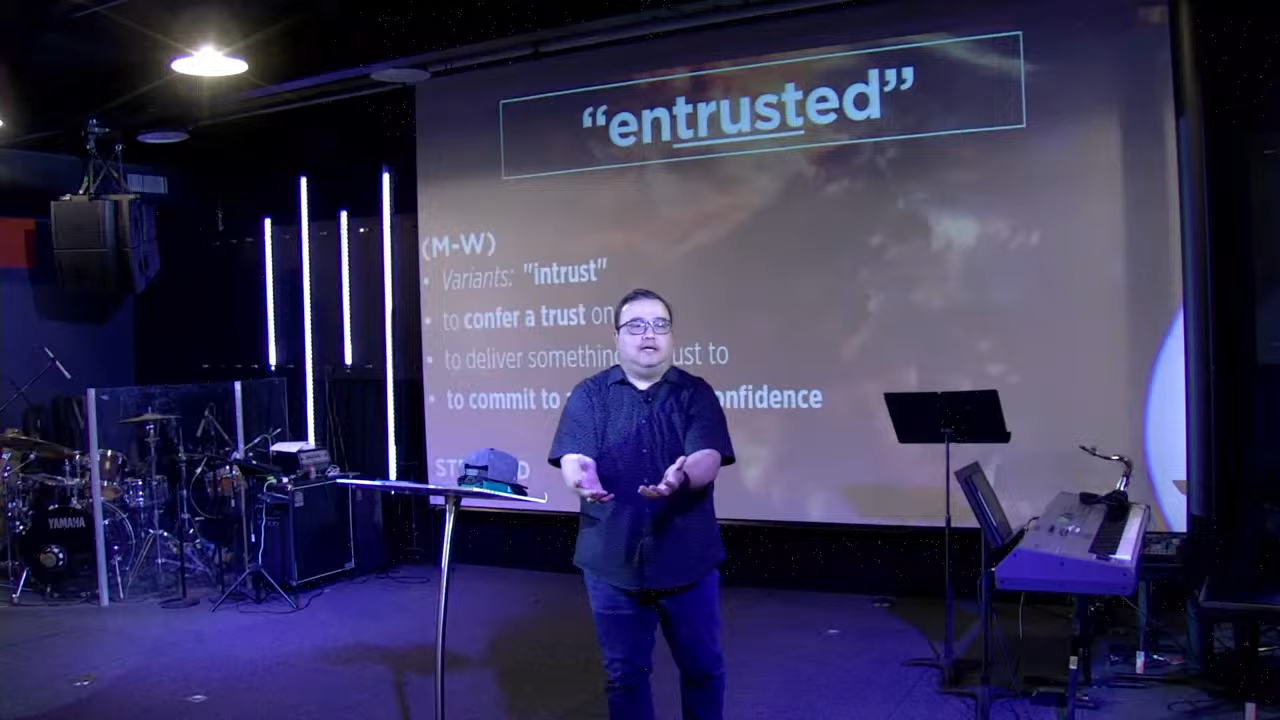 “entrusted”
(M-W)
• Variants: "intrust"
• to confer a trust on
• to deliver something ust to
• to commit to onfidence
YAMAHA